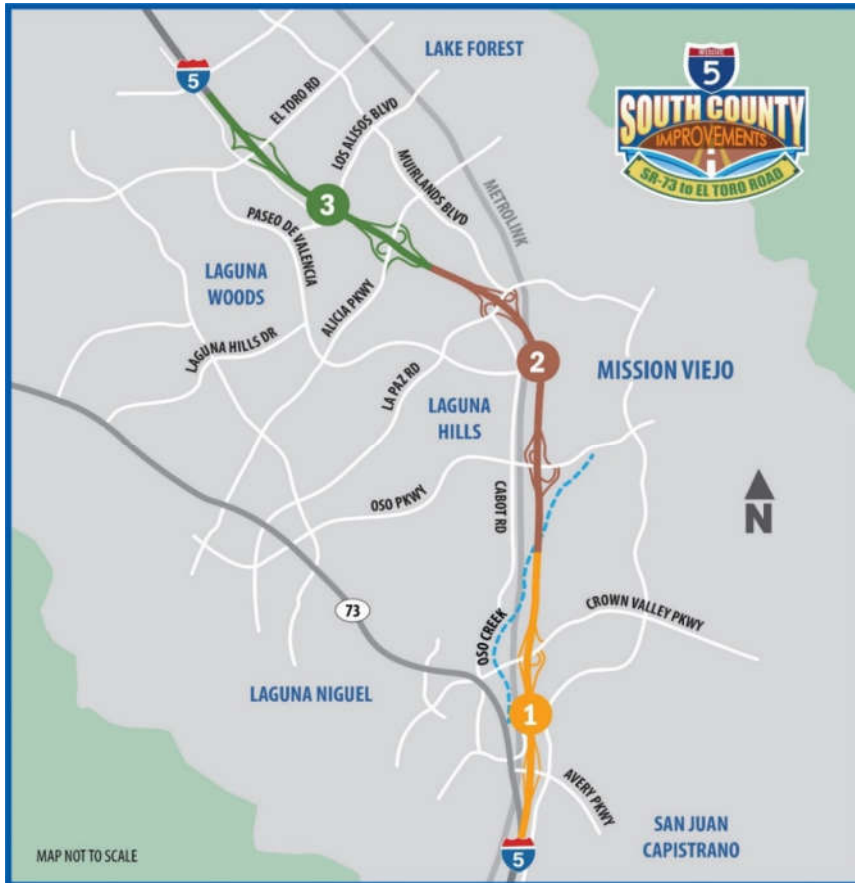 LAKE FOREST
INTERSTATE
5
SOUTH COUNTY
IMPROVEMENTS
SR-73 to EL TORO ROAD
5
EL TORO RD
LOS ALISOS BLVD
MUIRLANDS BLVD
METROLINK
3
PASEO DE VALENCIA
LAGUNA
WOODS
ALICIA PKWY
LAGUNA HILLS DR
2
MISSION VIEJO
LA PAZ RD
LAGUNA
HILLS
CABOT RD
OSO PKWY
N
73
OSO CREEK
CROWN VALLEY PKWY
LAGUNA NIGUEL
1
AVERY PKWY
SAN JUAN
CAPISTRANO
5
MAP NOT TO SCALE